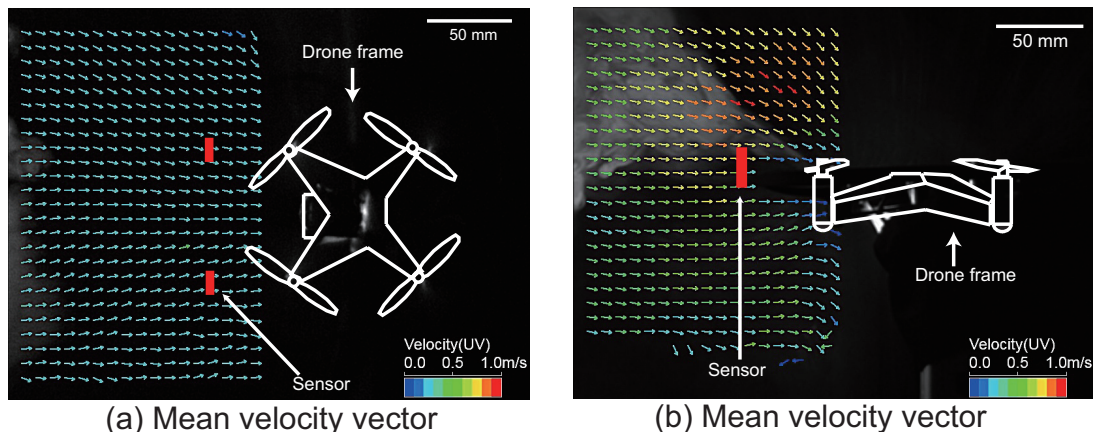 50 mm
Drone frame
Sensor
Velocity(UV)
0.0 0.5 1.0m/s
(a) Mean velocity vector
50 mm
Drone frame
Sensor
Velocity(UV)
0.0 0.5 1.0m/s
(b) Mean velocity vector